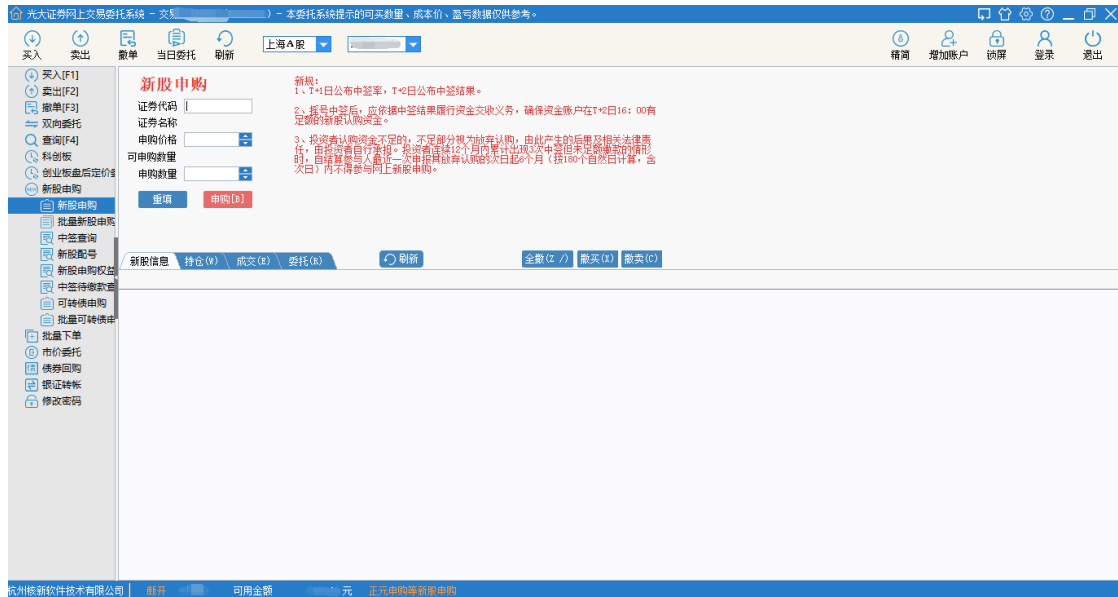 光大证券网上交易委托系统 - 交易
) - 本委托系统提示的可买数量、成本价、盈亏数据仅供参考。
买入 卖出 撤单 当日委托 刷新 上海A股 精简 增加账户 锁屏 登录 退出
买入[F1]
卖出[F2]
撤单[F3]
双向委托
查询[F4]
科创板
创业板盘后定价
新股申购
新股申购
批量新股申购
中签查询
新股配号
新股申购权益
中签待缴款查
可转债申购
批量可转债申
批量下单
市价委托
债券回购
银证转帐
修改密码
新股申购
证券代码
证券名称
申购价格
可申购数量
申购数量
重填 申购[B]
新规:
1、T+1日公布中签率,T+2日公布中签结果。
2、摇号中签后,应依据中签结果履行资金交收义务,确保资金账户在T+2日16:00有
足额的新股认购资金。
3、投资者认购资金不足的,不足部分视为放弃认购,由此产生的后果及相关法律责
任,由投资者自行承担。投资者连续12个月内累计出现3次中签但未足额缴款的情形
时,自结算参与人最近一次申报其放弃认购的次日起6个月(按180个自然日计算,含
次日)内不得参与网上新股申购。
新股信息 持仓(W) 成交(E) 委托(R) 刷新 全撤(Z /) 撤买(X) 撤卖(C)
杭州核新软件技术有限公司 断开 可用金额 元 正元申购等新股申购